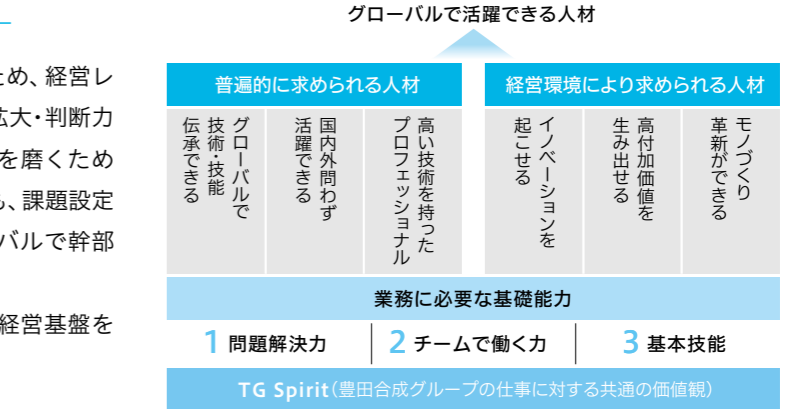 ため、経営レ
拡大・判断力
を磨くため
、課題設定
バルで幹部
経営基盤を
グローバルで活躍できる人材
普遍的に求められる人材
経営環境により求められる人材
グローバルで
技術・技能
伝承できる
国内外問わず
活躍できる
高い技術を持った
プロフェッショナル
イノベーションを
起こせる
高付加価値を
生み出せる
モノづくり
革新ができる
業務に必要な基礎能力
1 問題解決力
2 チームで働く力
3 基本技能
TG Spirit(豊田合成グループの仕事に対する共通の価値観)